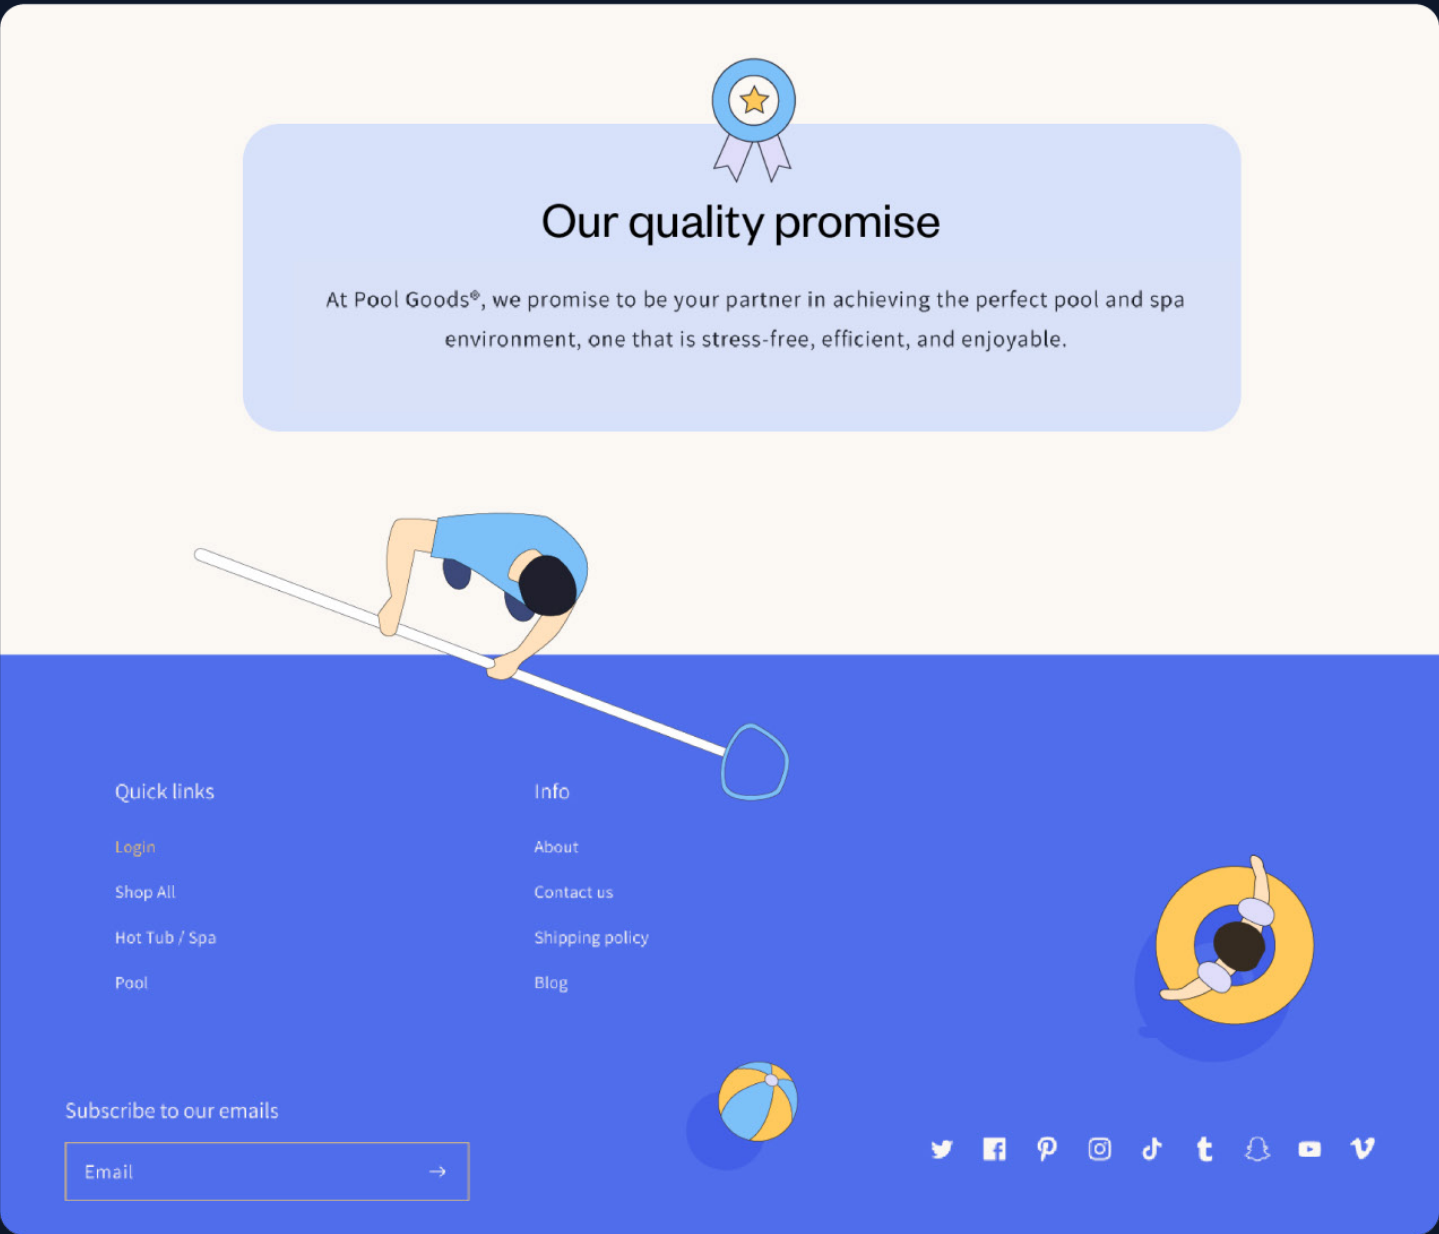 Our quality promise
At Pool Goods®, we promise to be your partner in achieving the perfect pool and spa
environment, one that is stress-free, efficient, and enjoyable.
Quick links
Login
Shop All
Hot Tub / Spa
Pool
Info
About
Contact us
Shipping policy
Blog
Subscribe to our emails
Email